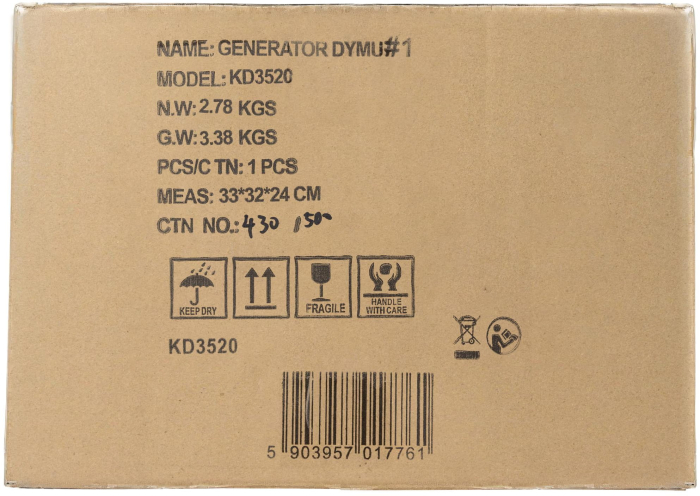 NAME: GENERATOR DYMU#1
MODEL: KD3520
N.W: 2.78 KGS
G.W: 3.38 KGS
PCS/C TN: 1 PCS
MEAS: 33*32*24 CM
CTN NO.: 430 /500
KEEP DRY
FRAGILE
HANDLE
WITH CARE
KD3520
5 903957 017761